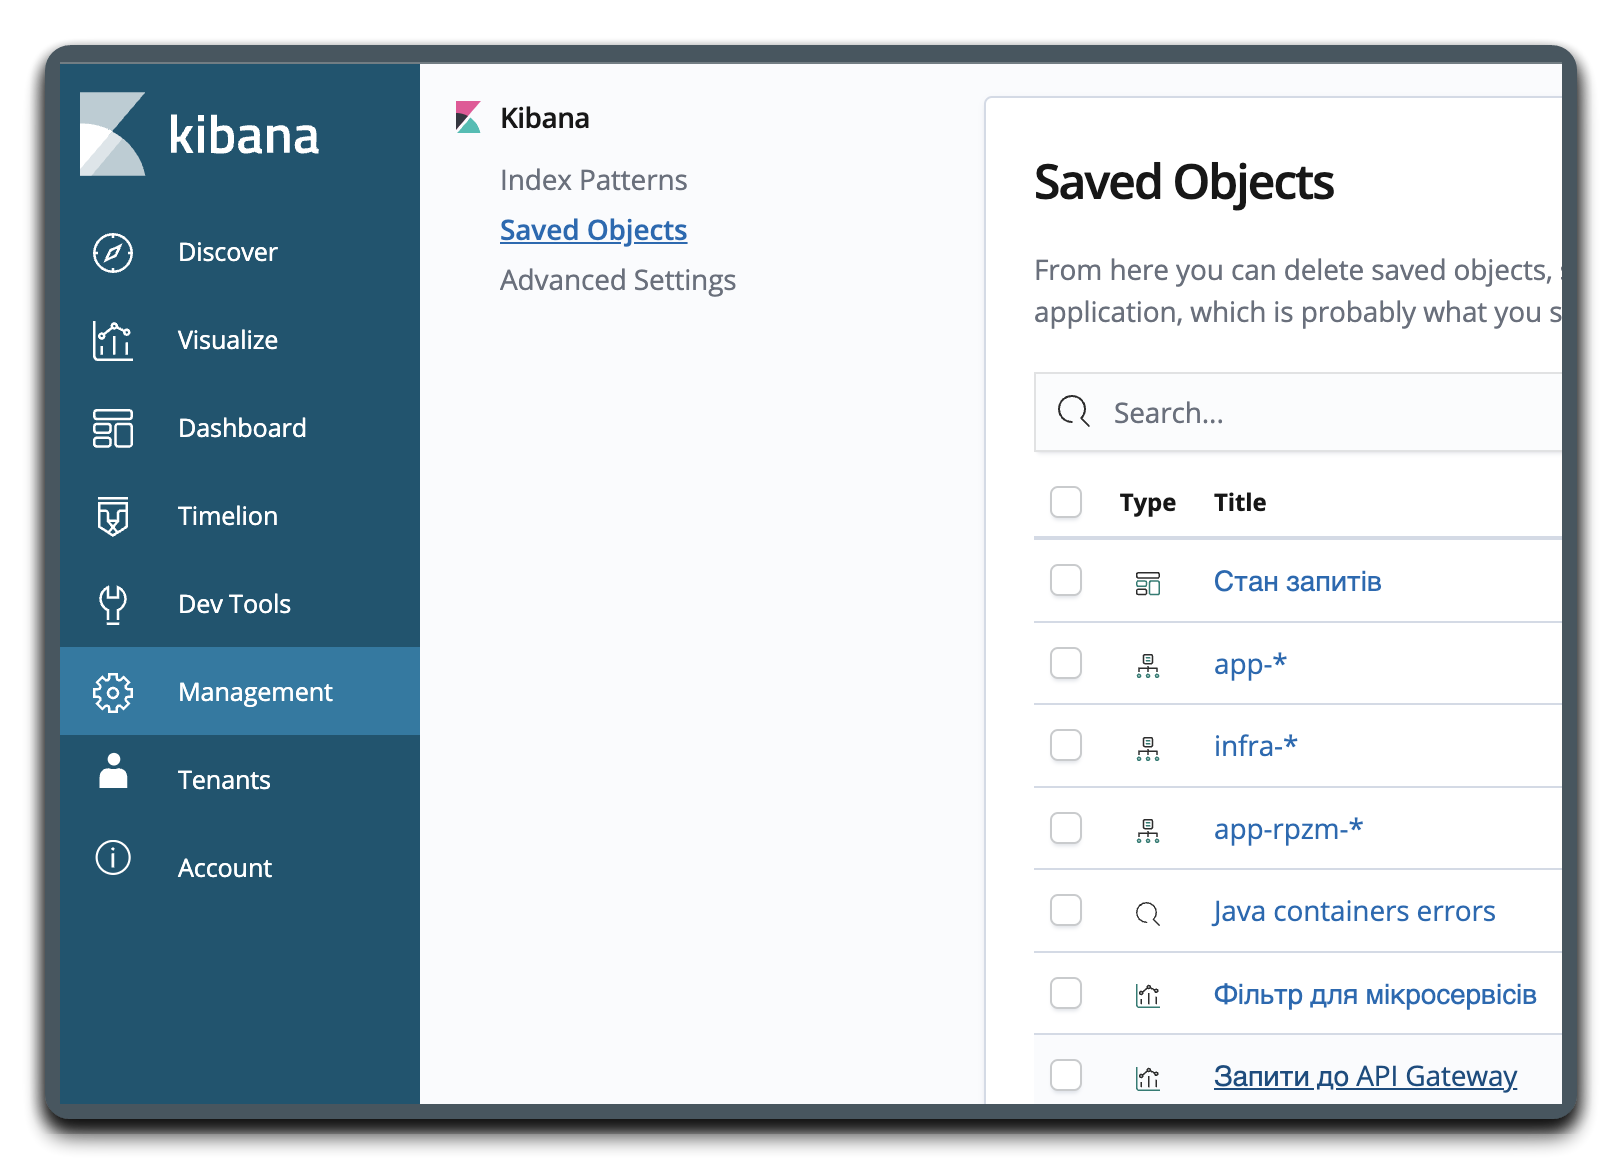 kibana
Discover
Visualize
Dashboard
Timelion
Dev Tools
Management
Tenants
Account
Kibana
Index Patterns
Saved Objects
Advanced Settings
Saved Objects
From here you can delete saved objects,
application, which is probably what you
Search...
Type Title
Стан запитів
app-*
infra-*
app-rpzm-*
Java containers errors
Фільтр для мікросервісів
Запити до API Gateway